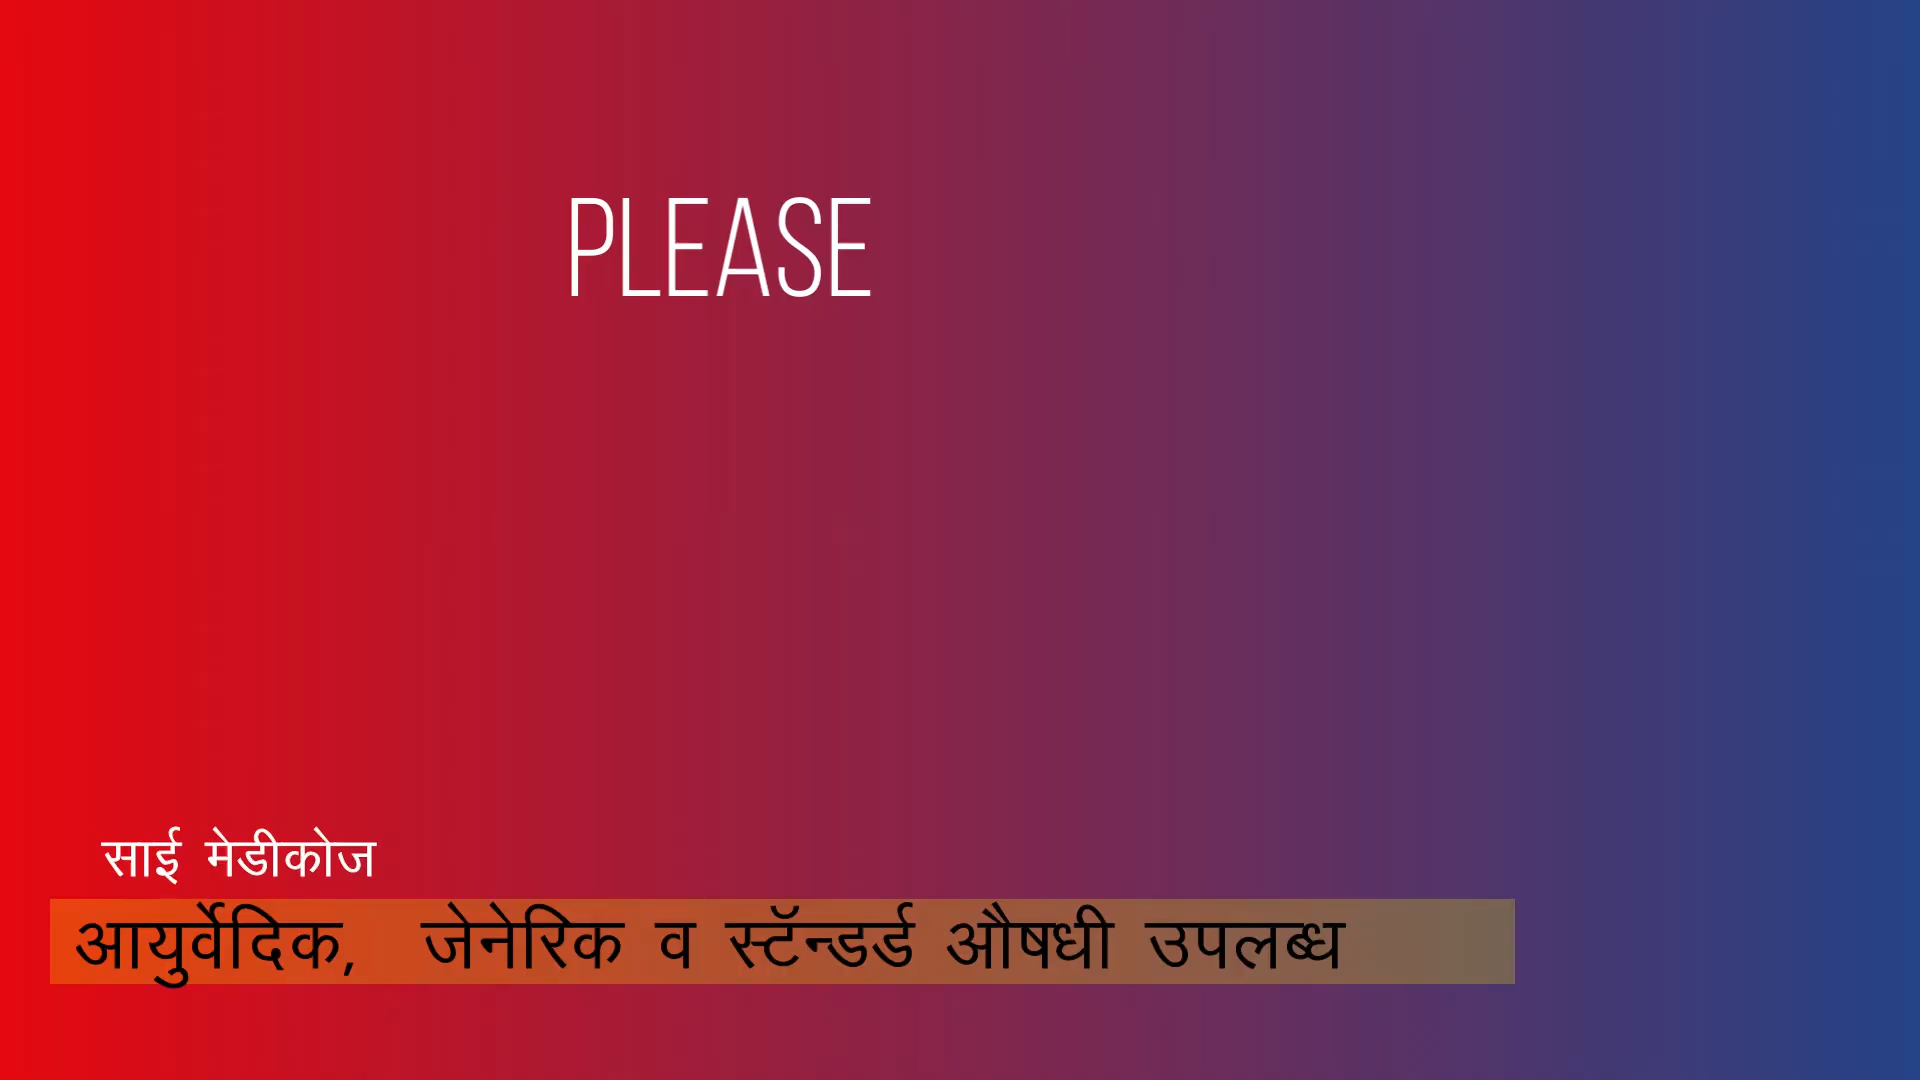 PLEASE
साई मेडीकोज
आयुर्वेदिक, जेनेरिक व स्टॅन्डर्ड औषधी उपलब्ध